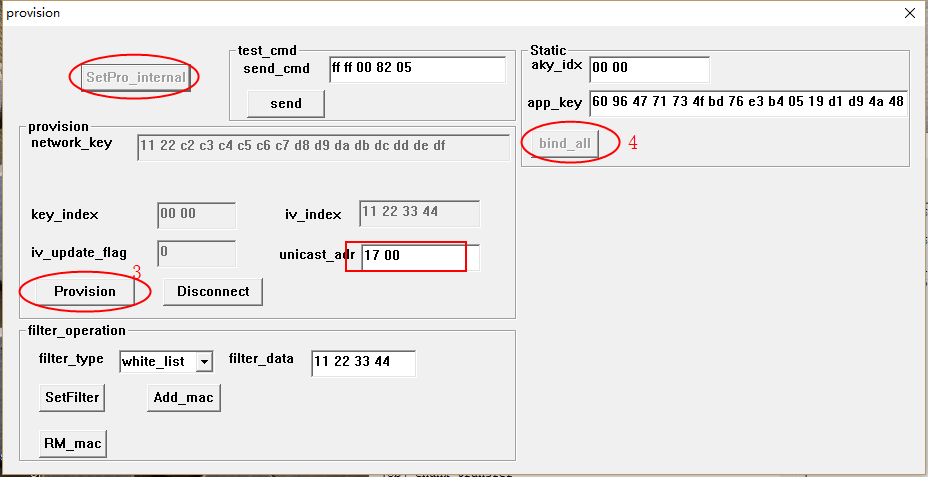 provision
SetPro_internal
test_cmd
send_cmd ff ff 00 82 05
send
Static
aky_idx 00 00
app_key 60 96 47 71 73 4f bd 76 e3 b4 05 19 d1 d9 4a 48
bind_all 4
provision
network_key 11 22 c2 c3 c4 c5 c6 c7 d8 d9 da db dc dd de df
key_index 00 00 iv_index 11 22 33 44
iv_update_flag 0 unicast_adr 17 00
3
Provision Disconnect
filter_operation
filter_type white_list filter_data 11 22 33 44
SetFilter Add_mac
RM_mac